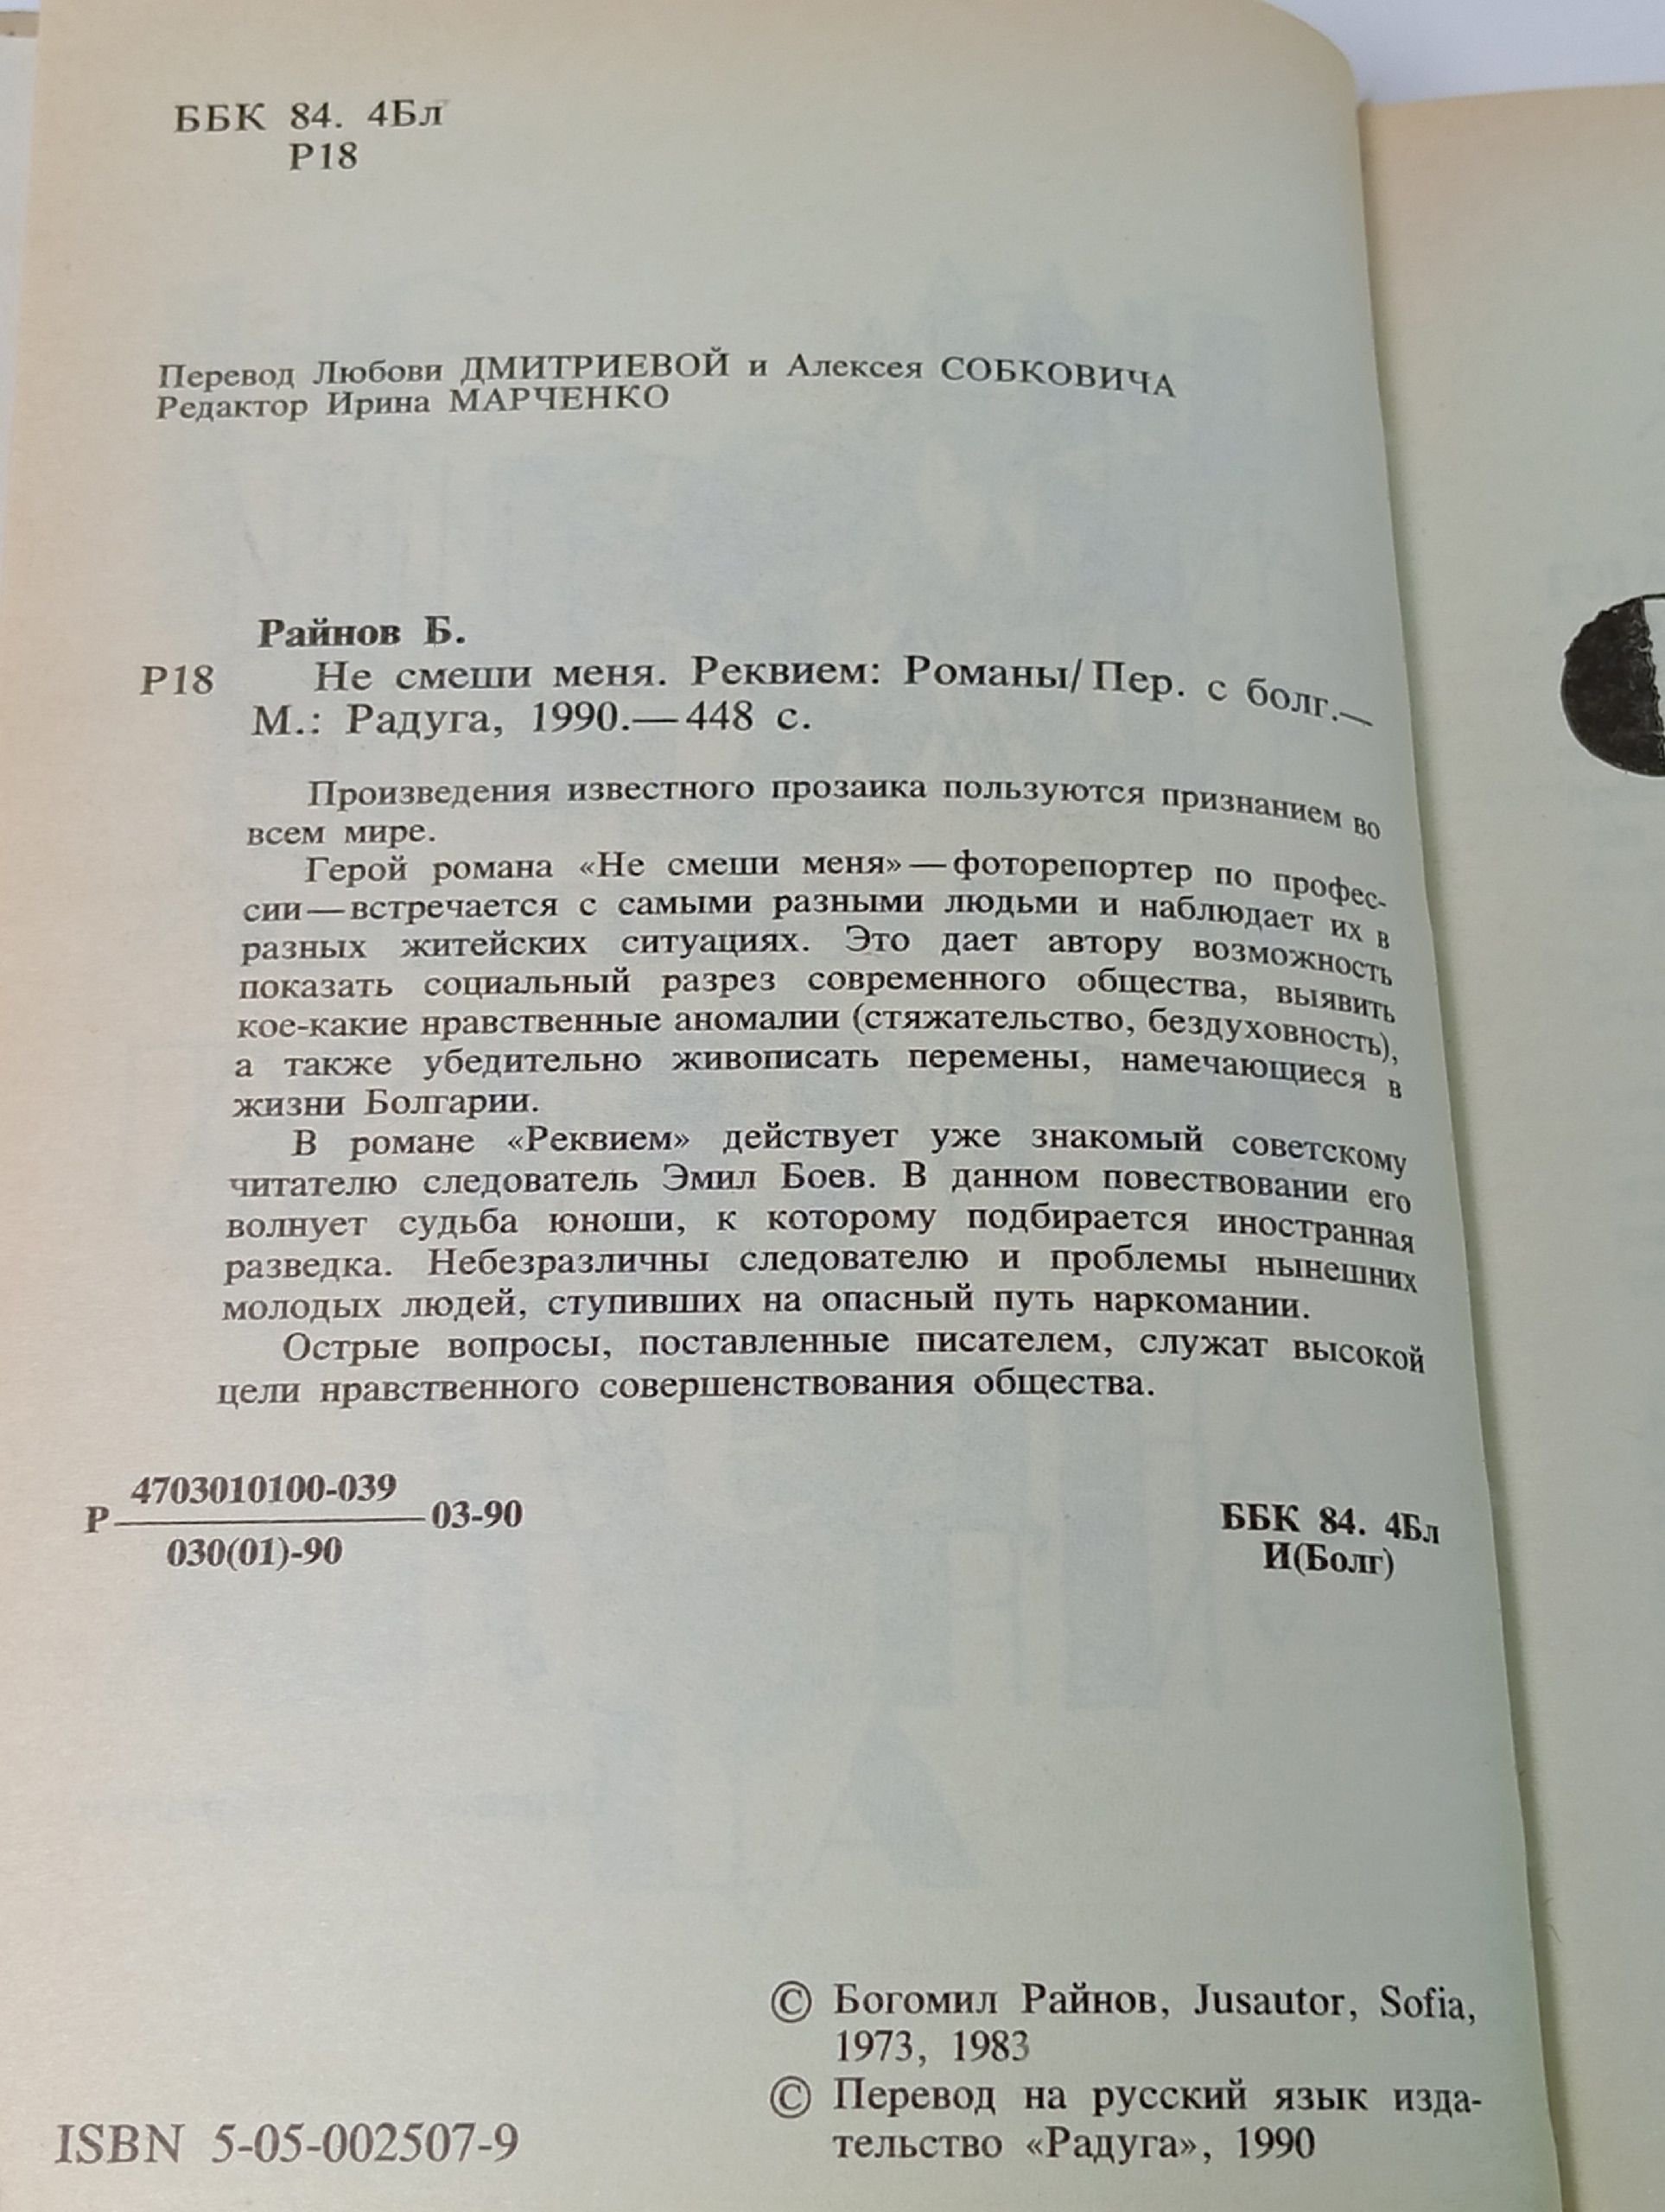 ББК 84. 4Бл
Р18
Перевод Любови ДМИТРИЕВОЙ и Алексея СОБКОВИЧА
Редактор Ирина МАРЧЕНКО
Райнов Б.
Р18 Не смеши меня. Реквием: Романы/Пер. с болг.—
М.: Радуга, 1990.—448 с.
Произведения известного прозаика пользуются признанием во
всем мире.
Герой романа «Не смеши меня»—фоторепортер по профес-
сии—встречается с самыми разными людьми и наблюдает их в
разных житейских ситуациях. Это дает автору возможность
показать социальный разрез современного общества, выявить
кое-какие нравственные аномалии (стяжательство, бездуховность),
а также убедительно живописать перемены, намечающиеся в
жизни Болгарии.
В романе «Реквием» действует уже знакомый советскому
читателю следователь Эмил Боев. В данном повествовании его
волнует судьба юноши, к которому подбирается иностранная
разведка. Небезразличны следователю и проблемы нынешних
молодых людей, ступивших на опасный путь наркомании.
Острые вопросы, поставленные писателем, служат высокой
цели нравственного совершенствования общества.
4703010100-039
Р 03-90
030(01)-90
ББК 84. 4Бл
И(Болг)
© Богомил Райнов, Jusautor, Sofia,
1973, 1983
© Перевод на русский язык изда-
тельство «Радуга», 1990
ISBN 5-05-002507-9